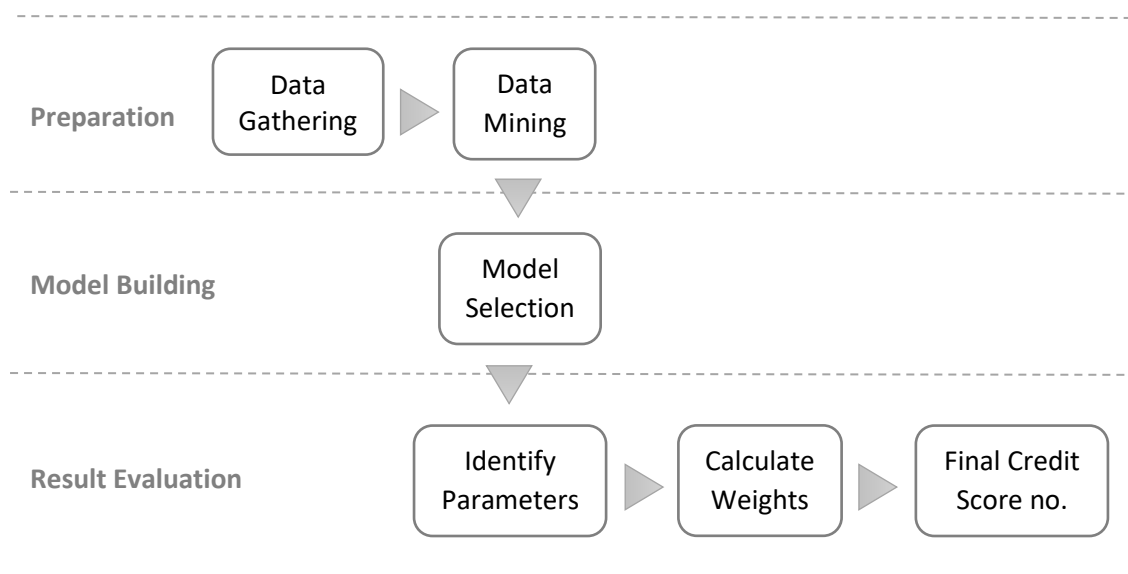 Preparation
Data
Gathering
Data
Mining
Model Building
Model
Selection
Result Evaluation
Identify
Parameters
Calculate
Weights
Final Credit
Score no.